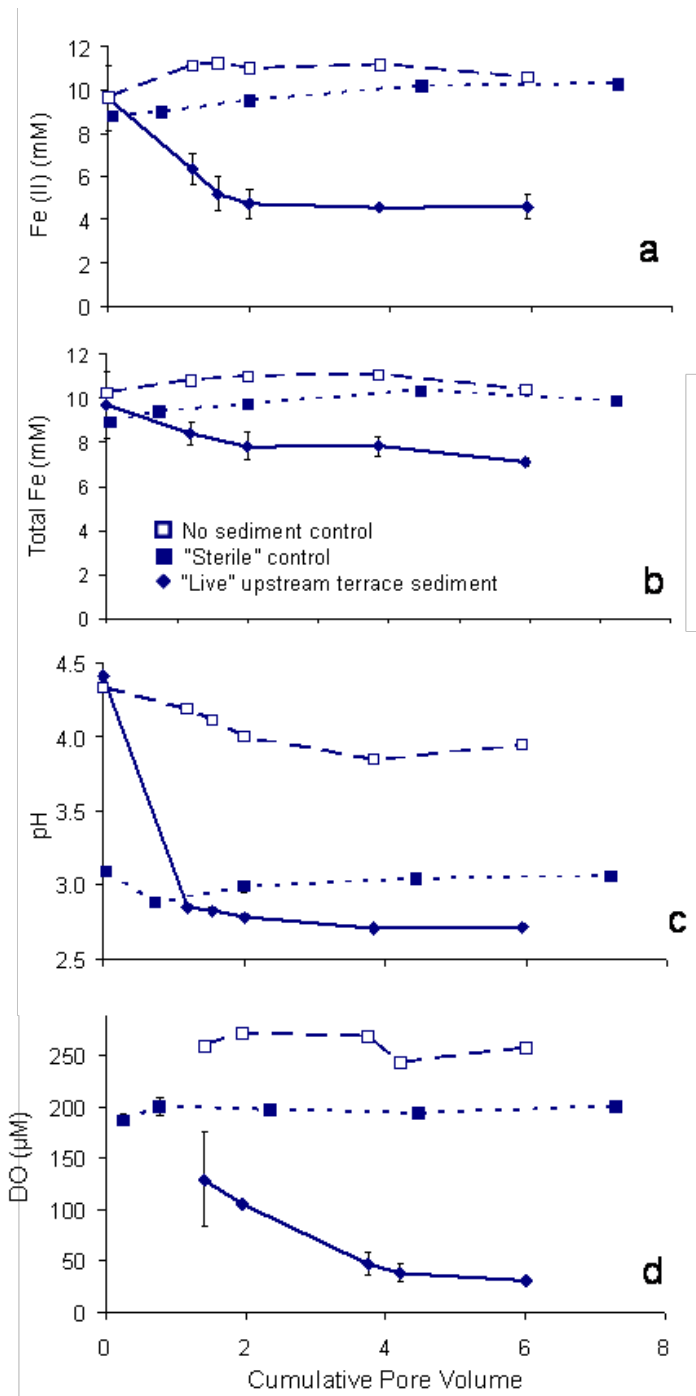 12
10
8
6
4
2
0
Fe (II) (mM)
a
12
10
8
6
4
2
0
Total Fe (mM)
No sediment control
"Sterile" control
"Live" upstream terrace sediment
b
4.5
4.0
3.5
3.0
2.5
pH
c
250
200
150
100
50
0
DO (µM)
d
0 2 4 6 8
Cumulative Pore Volume